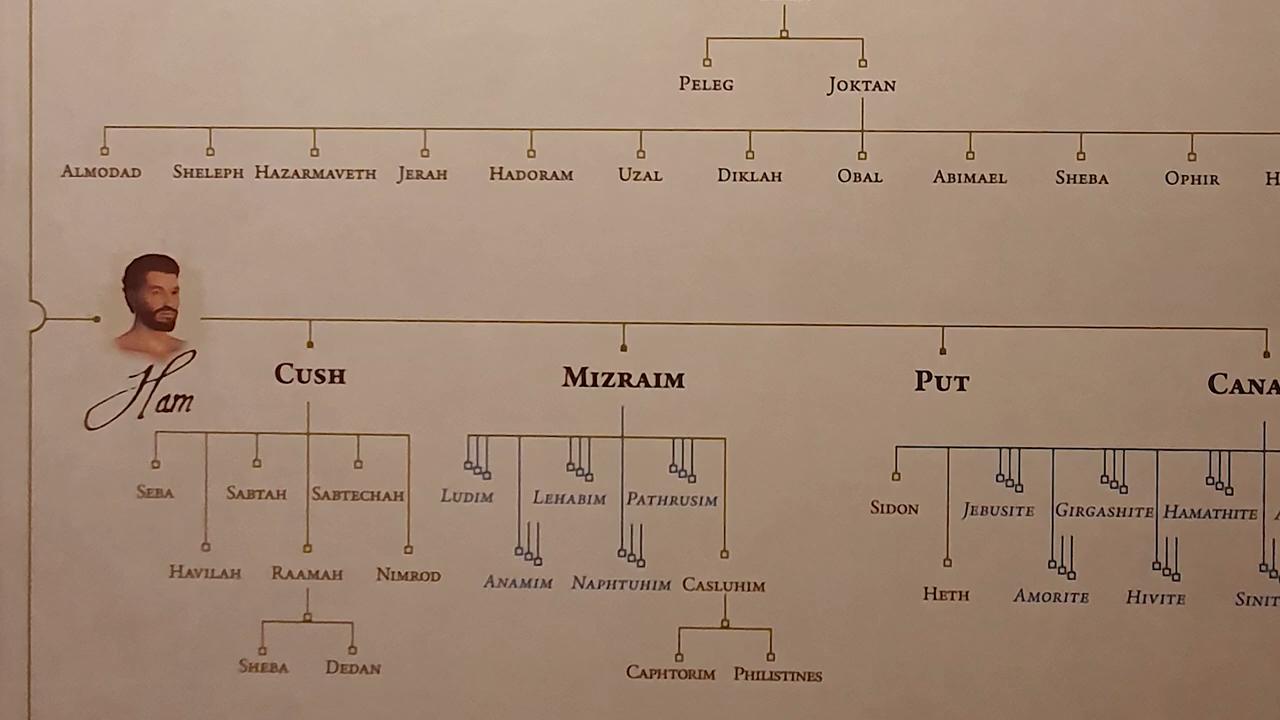 PELEG JOKTAN
ALMODAD SHELEPH HAZARMAVETH JERAH HADORAM UZAL DIKLAH OBAL ABIMAEL SHEBA OPHIR
Ham
CUSH MIZRAIM PUT
SEBA SABTAH SABTECHAH LUDIM LEHABIM PATHRUSIM SIDON JEBUSITE GIRGASHITE HAMATHITE
HAVILAH RAAMAH NIMROD ANAMIM NAPHTUHIM CASLUHIM HETH AMORITE HIVITE
SHEBA DEDAN CAPHTORIM PHILISTINES